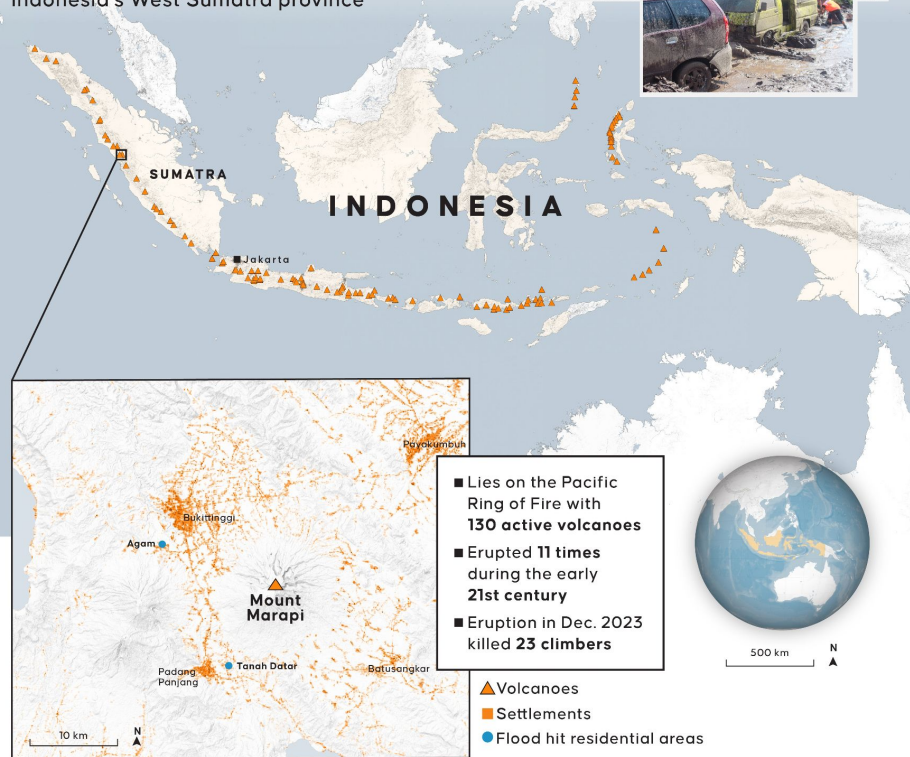 Indonesia's West Sumatra province
SUMATRA
INDONESIA
Jakarta
Payokumbuh
Bukittinggi
Agam
Mount
Marapi
Padang
Panjang
Tanah Datar
Batusangkar
10 km
N
■ Lies on the Pacific
Ring of Fire with
130 active volcanoes
■ Erupted 11 times
during the early
21st century
■ Eruption in Dec. 2023
killed 23 climbers
500 km
N
Volcanoes
Settlements
Flood hit residential areas